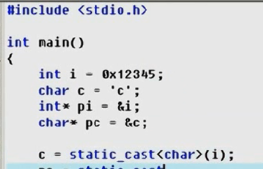 #include <stdio.h>
int main()
{
int i = 0x12345;
char c = 'c';
int* pi = &i;
char* pc = &c;
c = static_cast<char>(i);